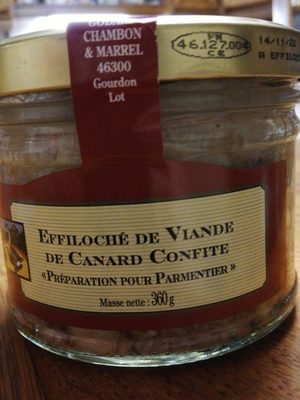 CHAMBON
& MARREL
46300
Gourdon
Lot
FR
46.127.004
CE
14/11/22
EFFILOCHÉ DE VIANDE
DE CANARD CONFITE
«PRÉPARATION POUR PARMENTIER»
Masse nette : 360 g